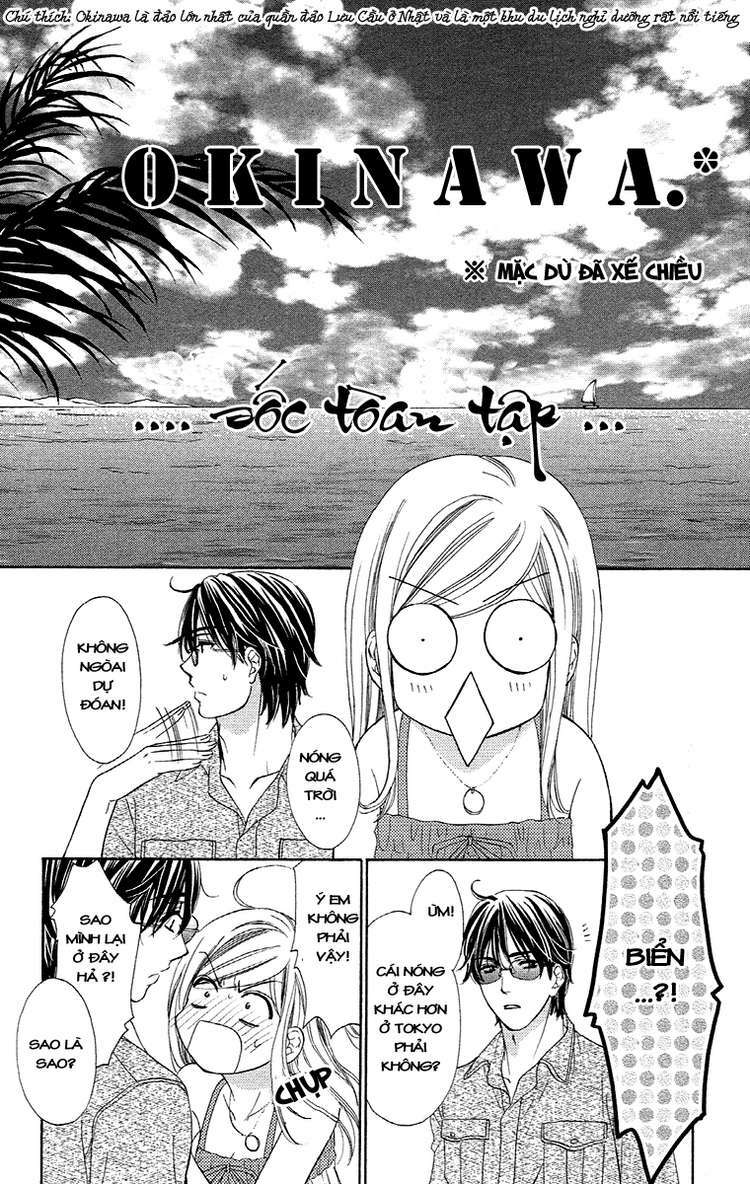 Chú thích: Okinawa là đảo lớn nhất của quần đảo Lưu Cầu ở Nhật và là một khu du lịch nghỉ dưỡng rất nổi tiếng
OKINAWA.*
※ MẶC DÙ ĐÃ XẾ CHIỀU
.... sốc tòan tập ...
KHÔNG
NGÒAI
DỰ
ĐÓAN!
NÓNG
QUÁ
TRỜI
...
BIỂN
...?!
ỪM!
CÁI NÓNG
Ở ĐÂY
KHÁC HƠN
Ở TOKYO
PHẢI
KHÔNG?
Ý EM
KHÔNG
PHẢI
VẬY!
SAO
MÌNH LẠI
Ở ĐÂY
HẢ ?!
SAO LÀ
SAO?
CHỤP